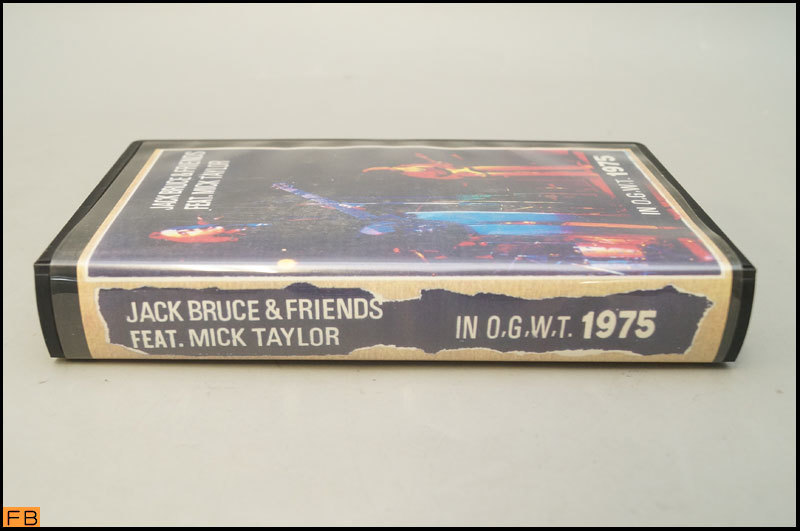 JACK BRUCE & FRIENDS
FEAT. MICK TAYLOR
IN O.G.W.T. 1975
JACK BRUCE & FRIENDS
FEAT. MICK TAYLOR
IN O.G.W.T. 1975
FB